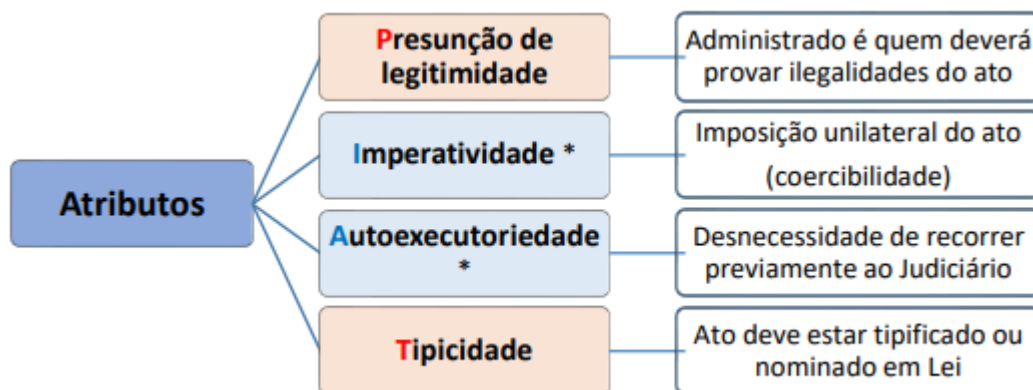 Atributos
Presunção de
legitimidade
Administrado é quem deverá
provar ilegalidades do ato
Imperatividade *
Imposição unilateral do ato
(coercibilidade)
Autoexecutoriedade
*
Desnecessidade de recorrer
previamente ao Judiciário
Tipicidade
Ato deve estar tipificado ou
nominado em Lei